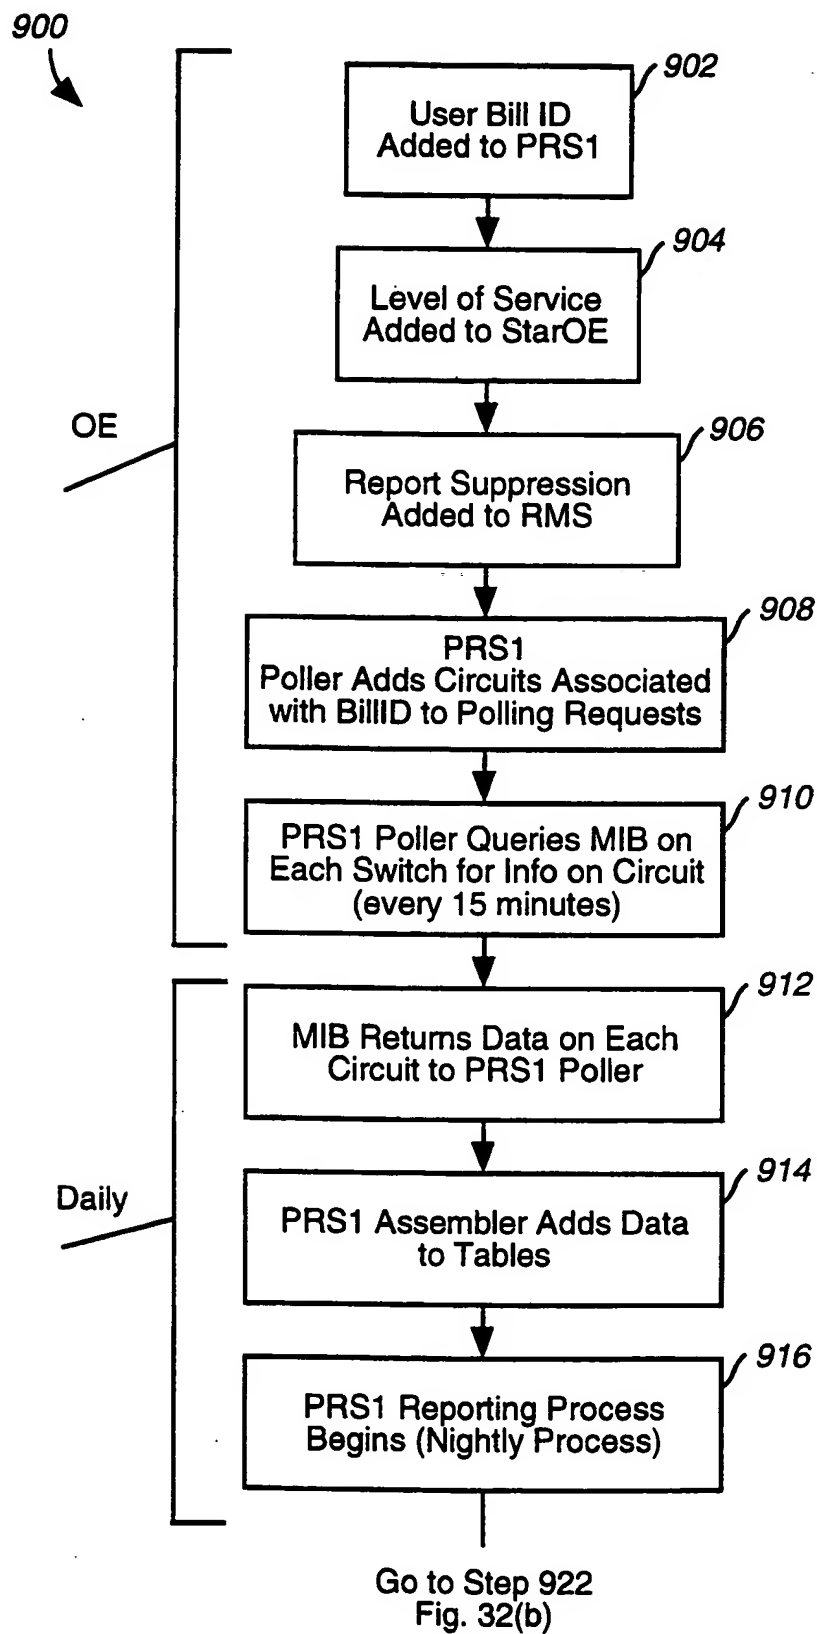 900
902
User Bill ID
Added to PRS1
904
Level of Service
Added to StarOE
OE
906
Report Suppression
Added to RMS
908
PRS1
Poller Adds Circuits Associated
with BillID to Polling Requests
910
PRS1 Poller Queries MIB on
Each Switch for Info on Circuit
(every 15 minutes)
912
MIB Returns Data on Each
Circuit to PRS1 Poller
914
Daily
PRS1 Assembler Adds Data
to Tables
916
PRS1 Reporting Process
Begins (Nightly Process)
Go to Step 922
Fig. 32(b)